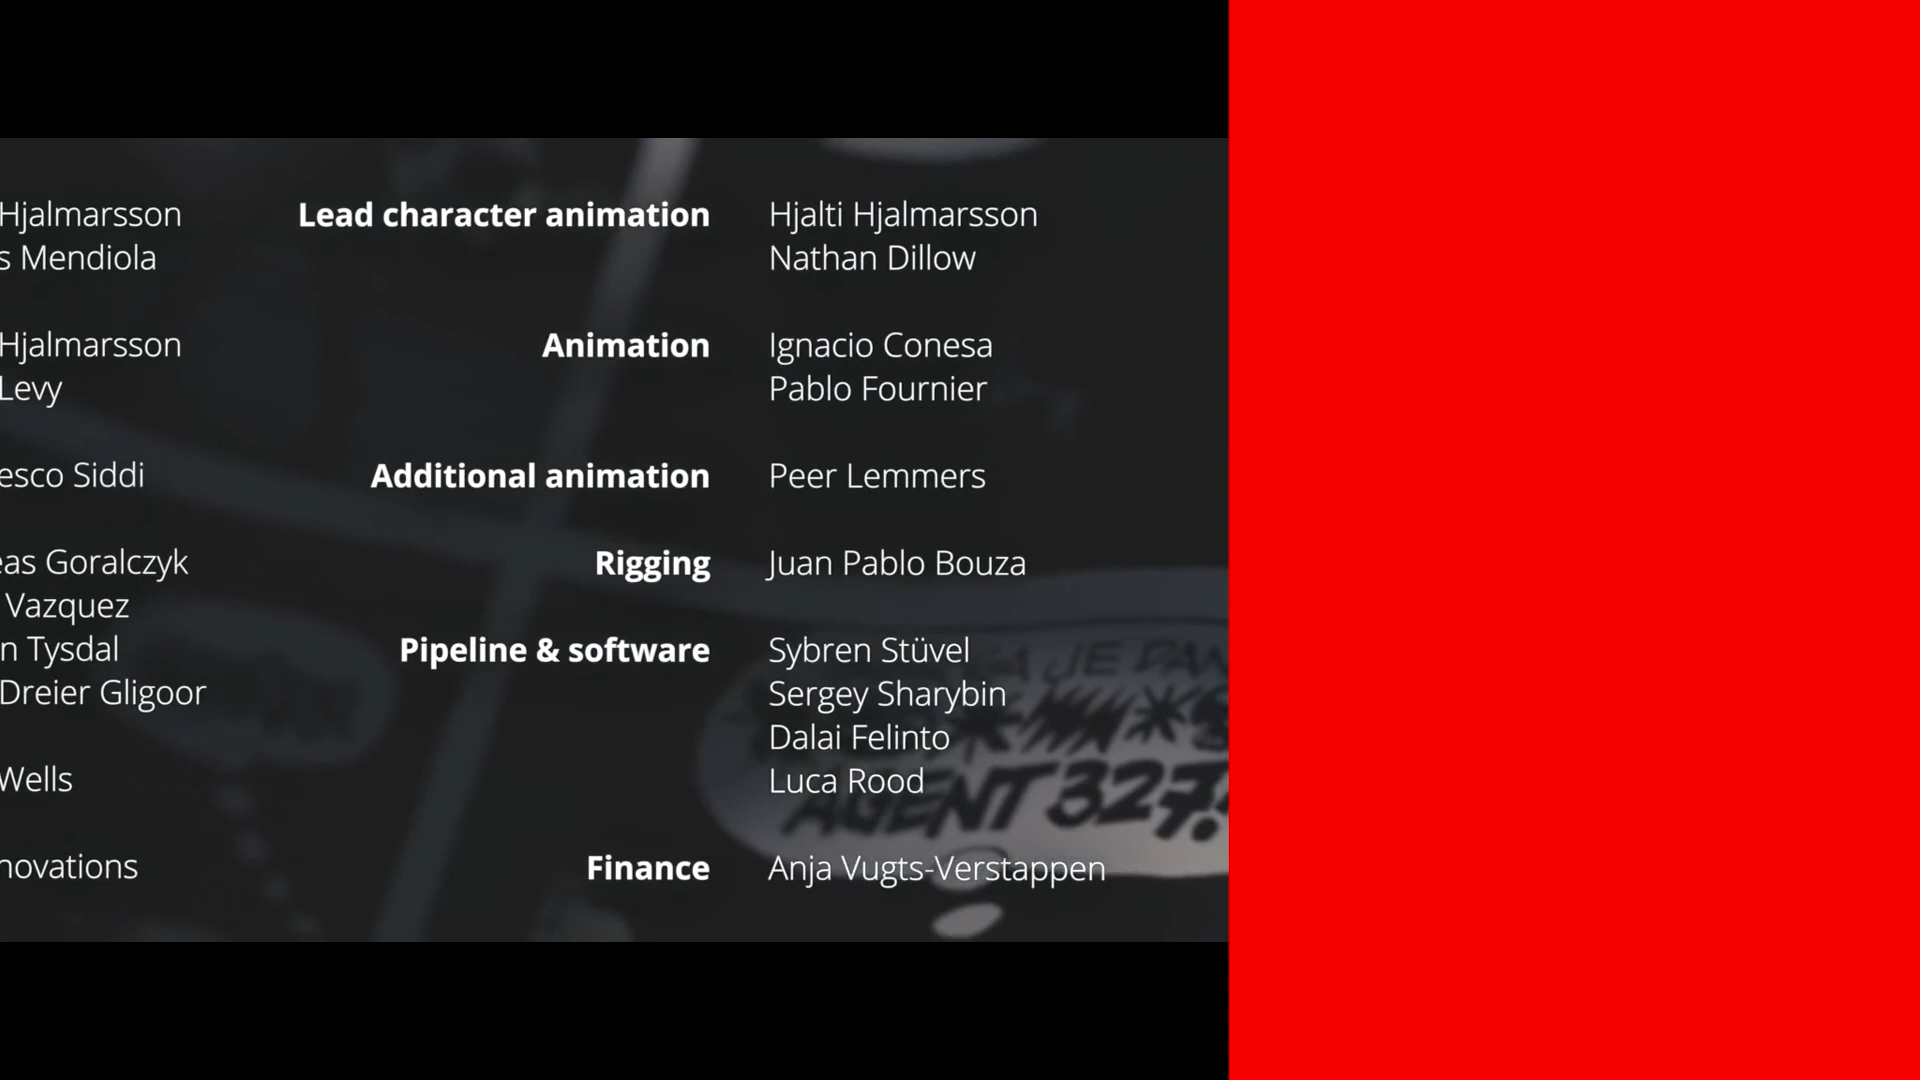 Hjalmarsson
s Mendiola
Hjalmarsson
Levy
esco Siddi
eas Goralczyk
Vazquez
n Tysdal
Dreier Gligoor
Wells
novations
Lead character animation Hjalti Hjalmarsson
Nathan Dillow
Animation Ignacio Conesa
Pablo Fournier
Additional animation Peer Lemmers
Rigging Juan Pablo Bouza
Pipeline & software Sybren Stüvel
Sergey Sharybin
Dalai Felinto
Luca Rood
Finance Anja Vugts-Verstappen
JE DAN
AGENT 327!